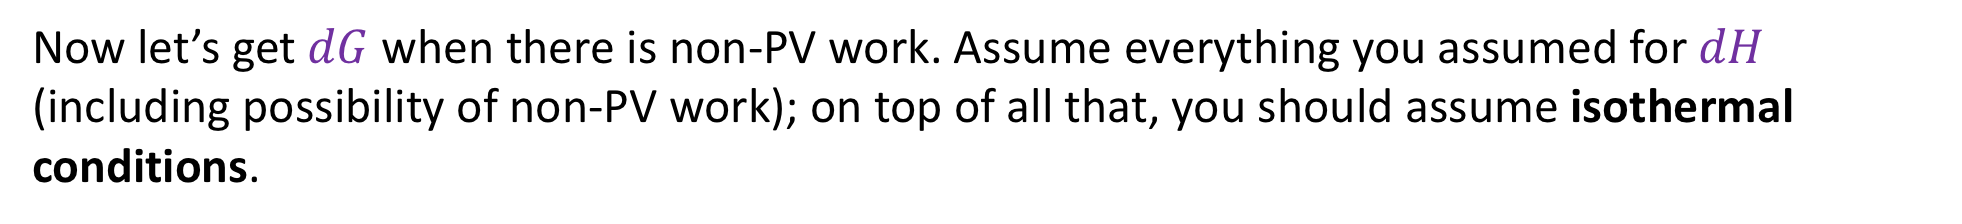 Now let’s get dG when there is non-PV work. Assume everything you assumed for dH
(including possibility of non-PV work); on top of all that, you should assume isothermal
conditions.